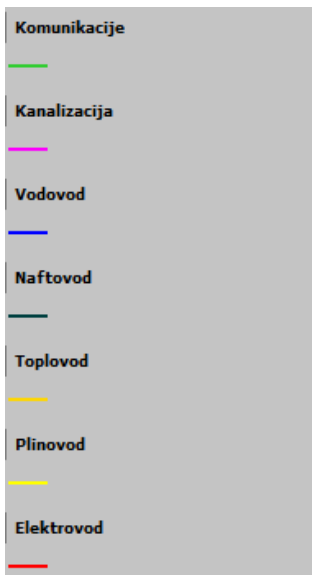 Komunikacije
Kanalizacija
Vodovod
Naftovod
Toplovod
Plinovod
Elektrovod